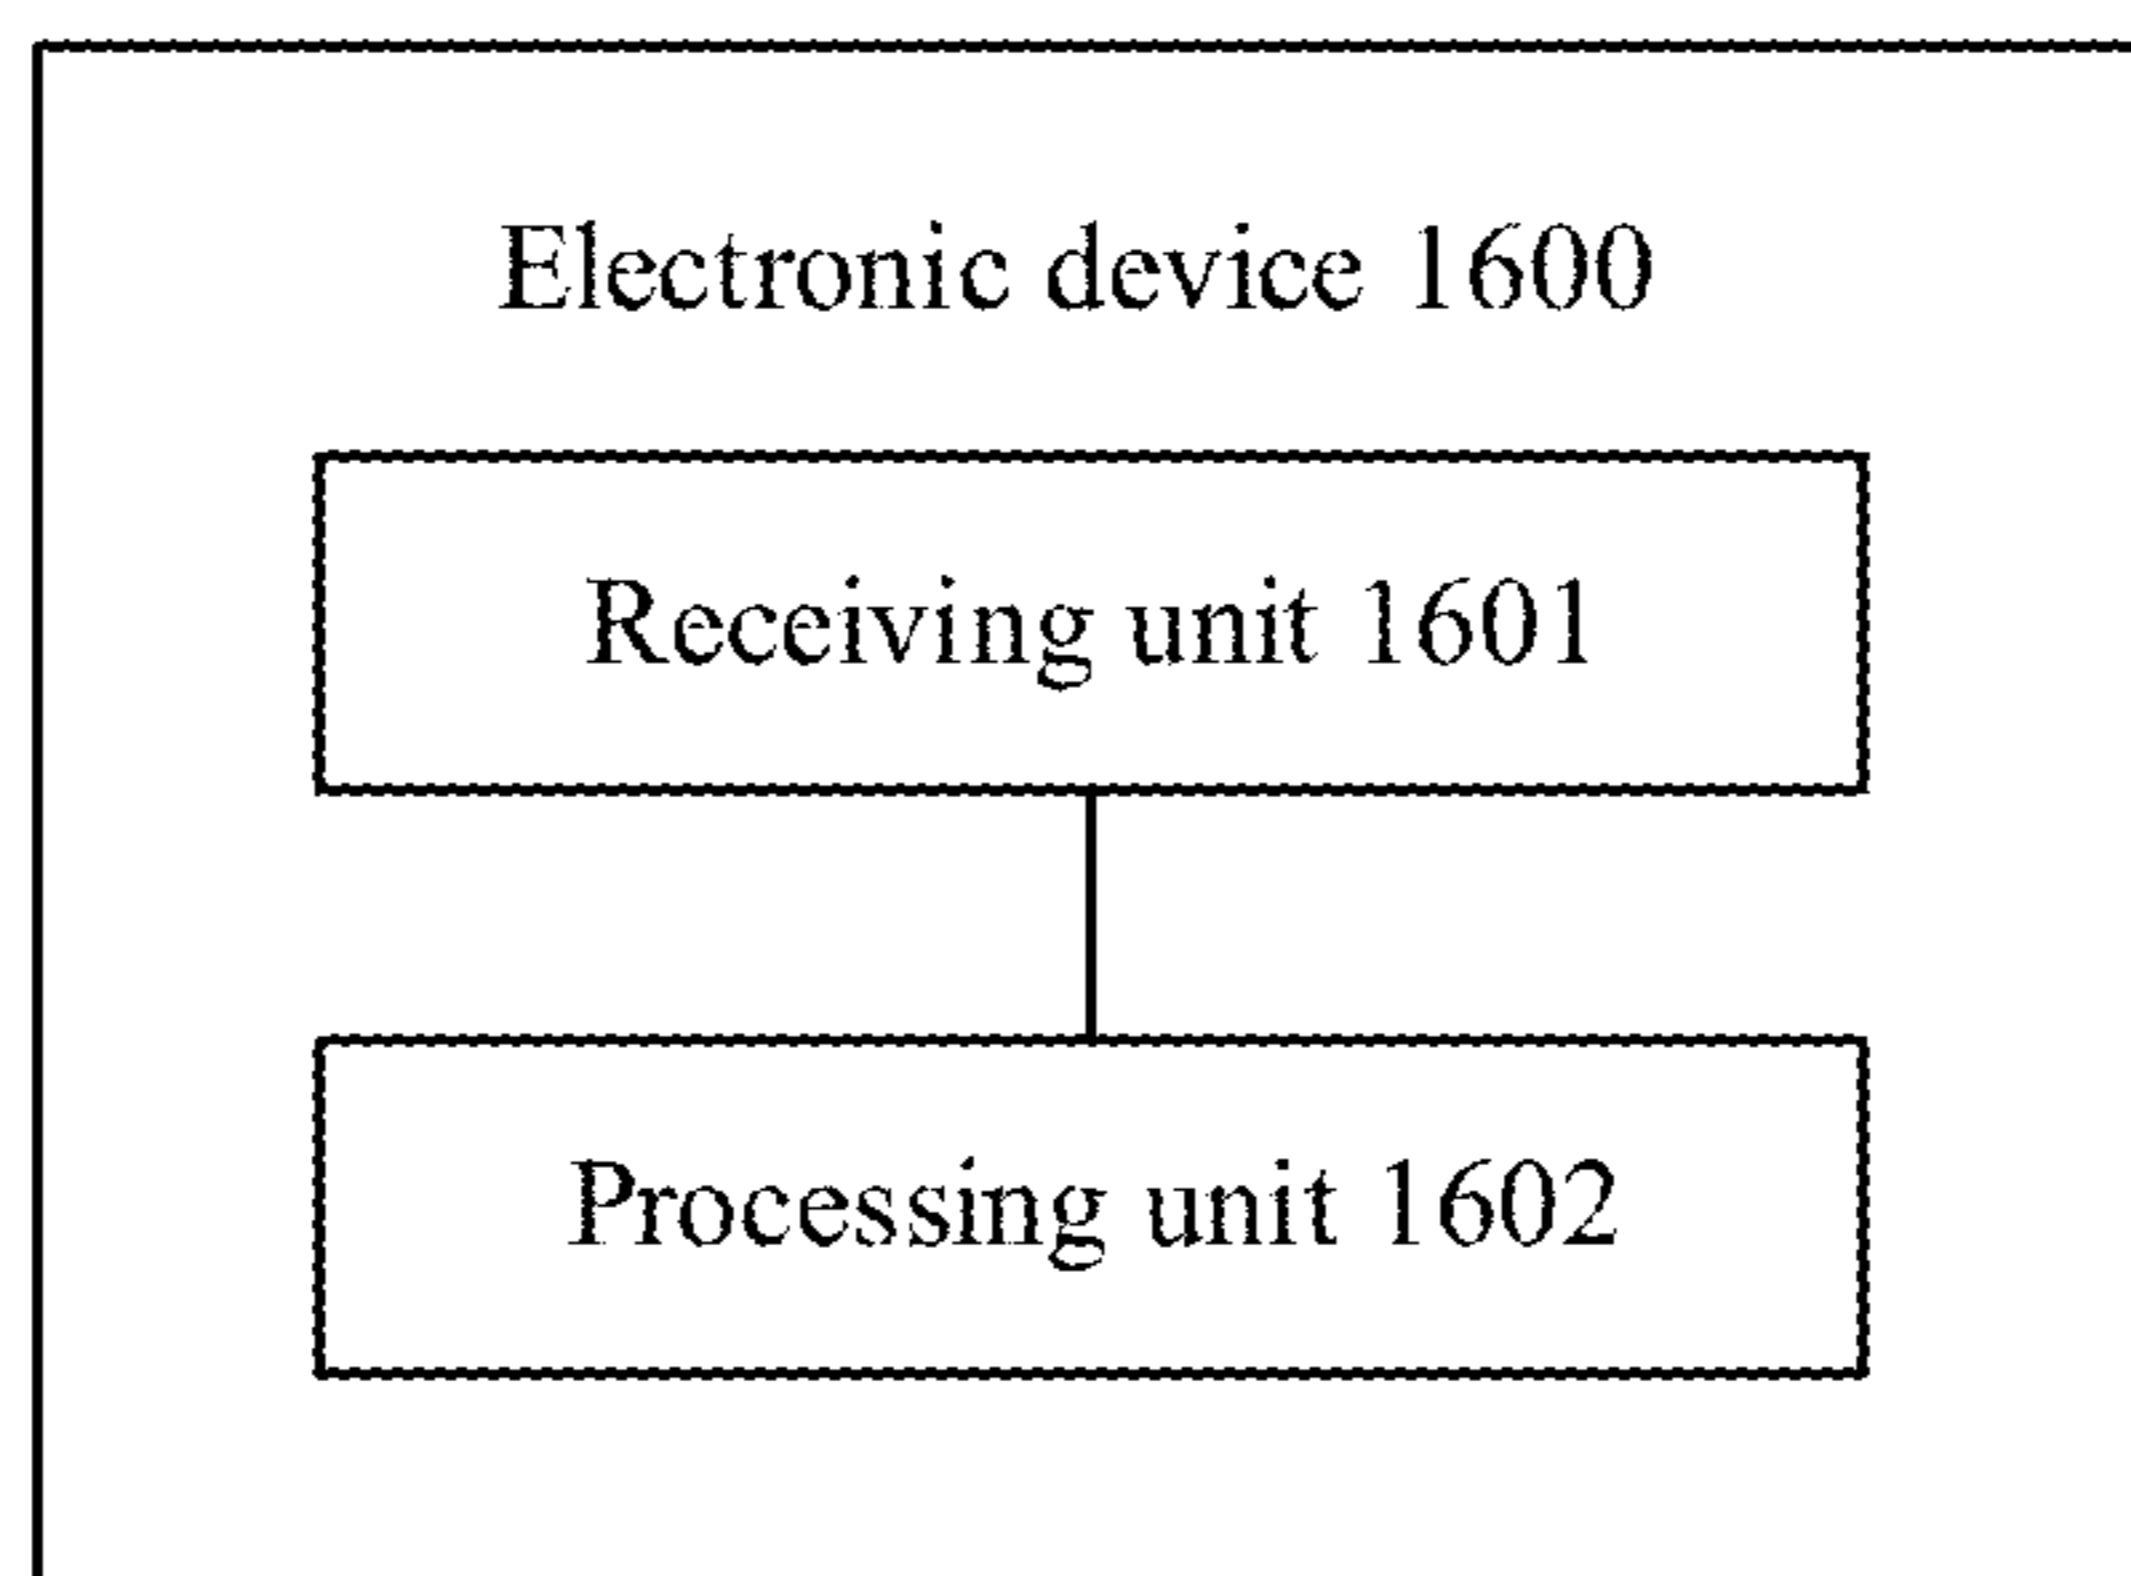 Electronic device 1600
Receiving unit 1601
Processing unit 1602